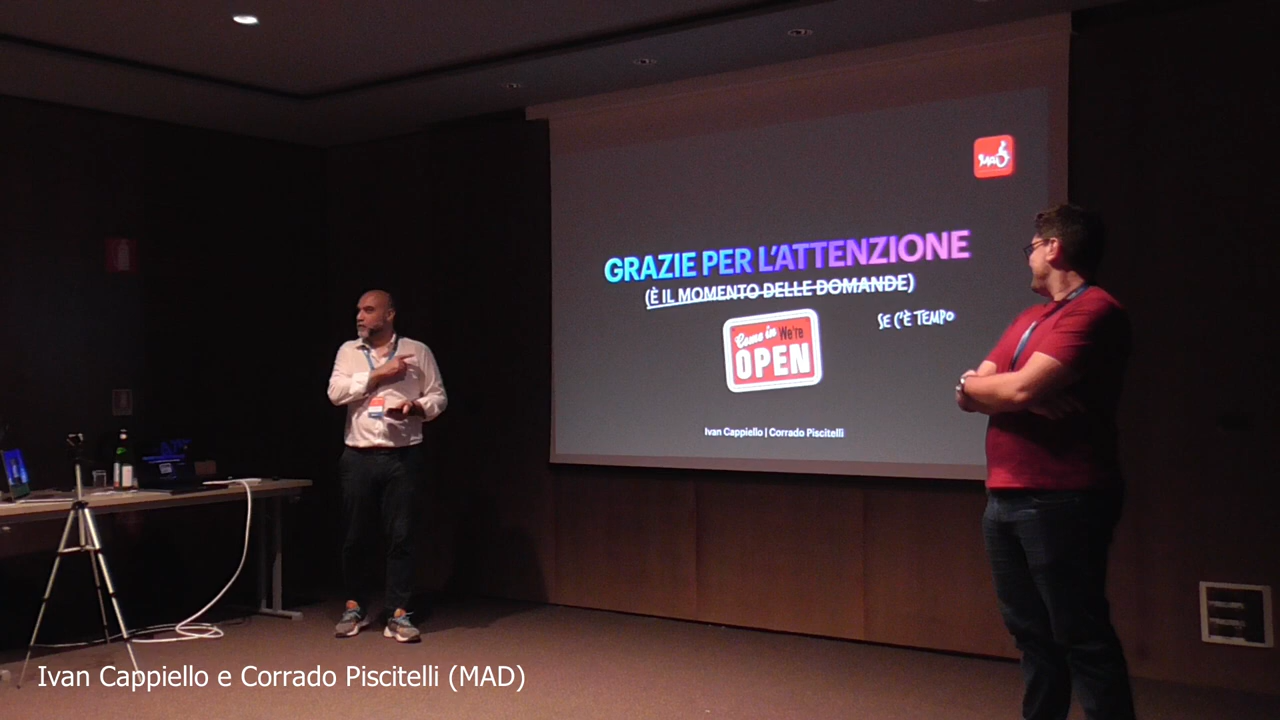 MAD
GRAZIE PER L'ATTENZIONE
(È IL MOMENTO DELLE DOMANDE)
SE C'È TEMPO
Come in We're
OPEN
Ivan Cappiello | Corrado Piscitelli
Ivan Cappiello e Corrado Piscitelli (MAD)